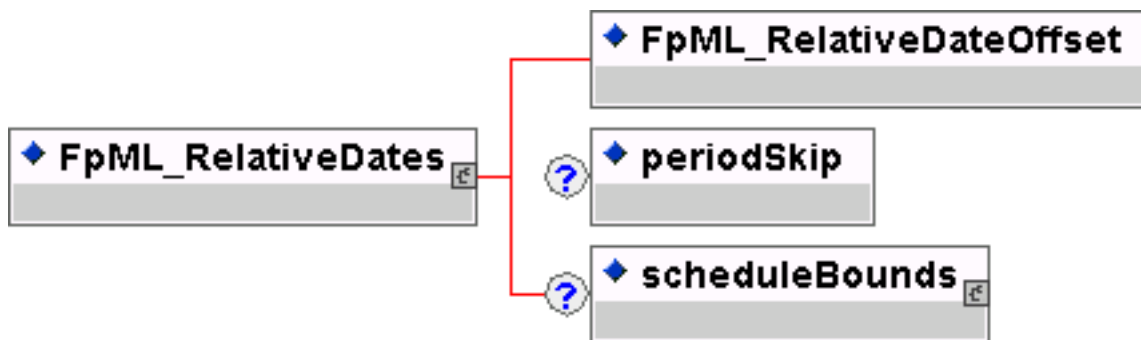 FpML_RelativeDateOffset
FpML_RelativeDates
?
periodSkip
?
scheduleBounds